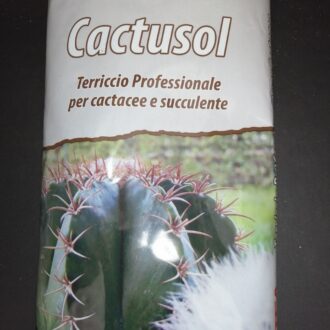 Cactusol
Terriccio Professionale
per cactacee e succulente